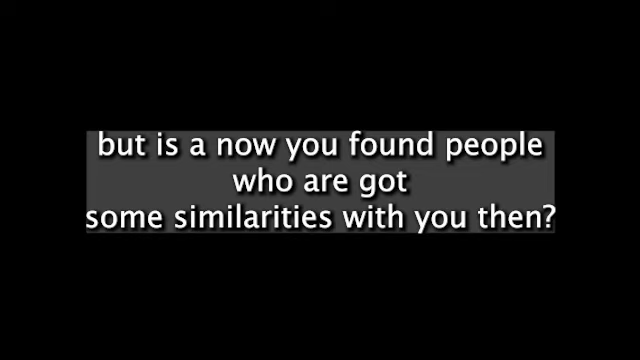 but is a now you found people
who are got
some similarities with you then?